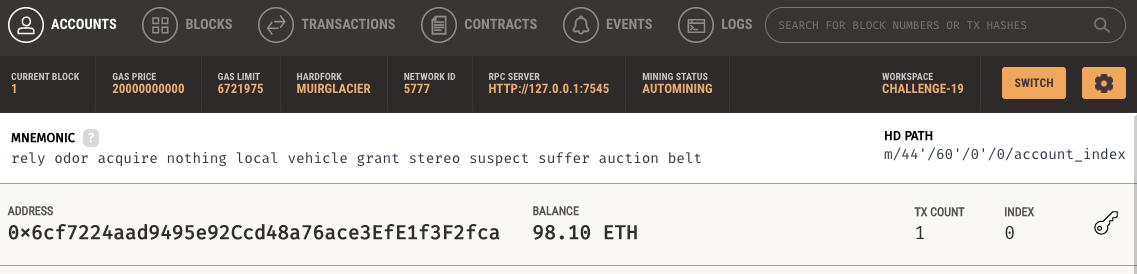 ACCOUNTS BLOCKS TRANSACTIONS CONTRACTS EVENTS LOGS SEARCH FOR BLOCK NUMBERS OR TX HASHES
CURRENT BLOCK GAS PRICE GAS LIMIT HARDFORK NETWORK ID RPC SERVER MINING STATUS WORKSPACE
1 20000000000 6721975 MUIRGLACIER 5777 HTTP://127.0.0.1:7545 AUTOMINING CHALLENGE-19 SWITCH
MNEMONIC ? HD PATH
rely odor acquire nothing local vehicle grant stereo suspect suffer auction belt m/44'/60'/0'/0/account_index
ADDRESS BALANCE TX COUNT INDEX
0×6cf7224aad9495e92Ccd48a76ace3EfE1f3F2fca 98.10 ETH 1 0